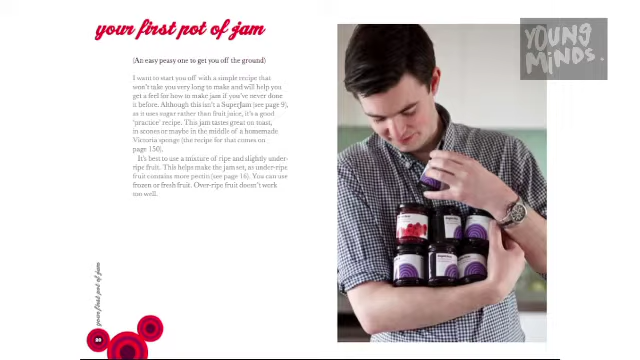 your first pot of jam
YOUNG
MINDS.
(An easy peasy one to get you off the ground)
I want to start you off with a simple recipe that
won't take you very long to make and will help you
get a feel for how to make jam if you've never done
it before. Although this isn't a SuperJam (see page 9),
as it uses sugar rather than fruit juice, it's a good
'practice' recipe. This jam tastes great on toast,
in scones or maybe in the middle of a homemade
Victoria sponge (the recipe for that comes on
page 150).
It's best to use a mixture of ripe and slightly under-
ripe fruit. This helps make the jam set, as under-ripe
fruit contains more pectin (see page 16). You can use
frozen or fresh fruit. Over-ripe fruit doesn't work
too well.
your first pot of jam